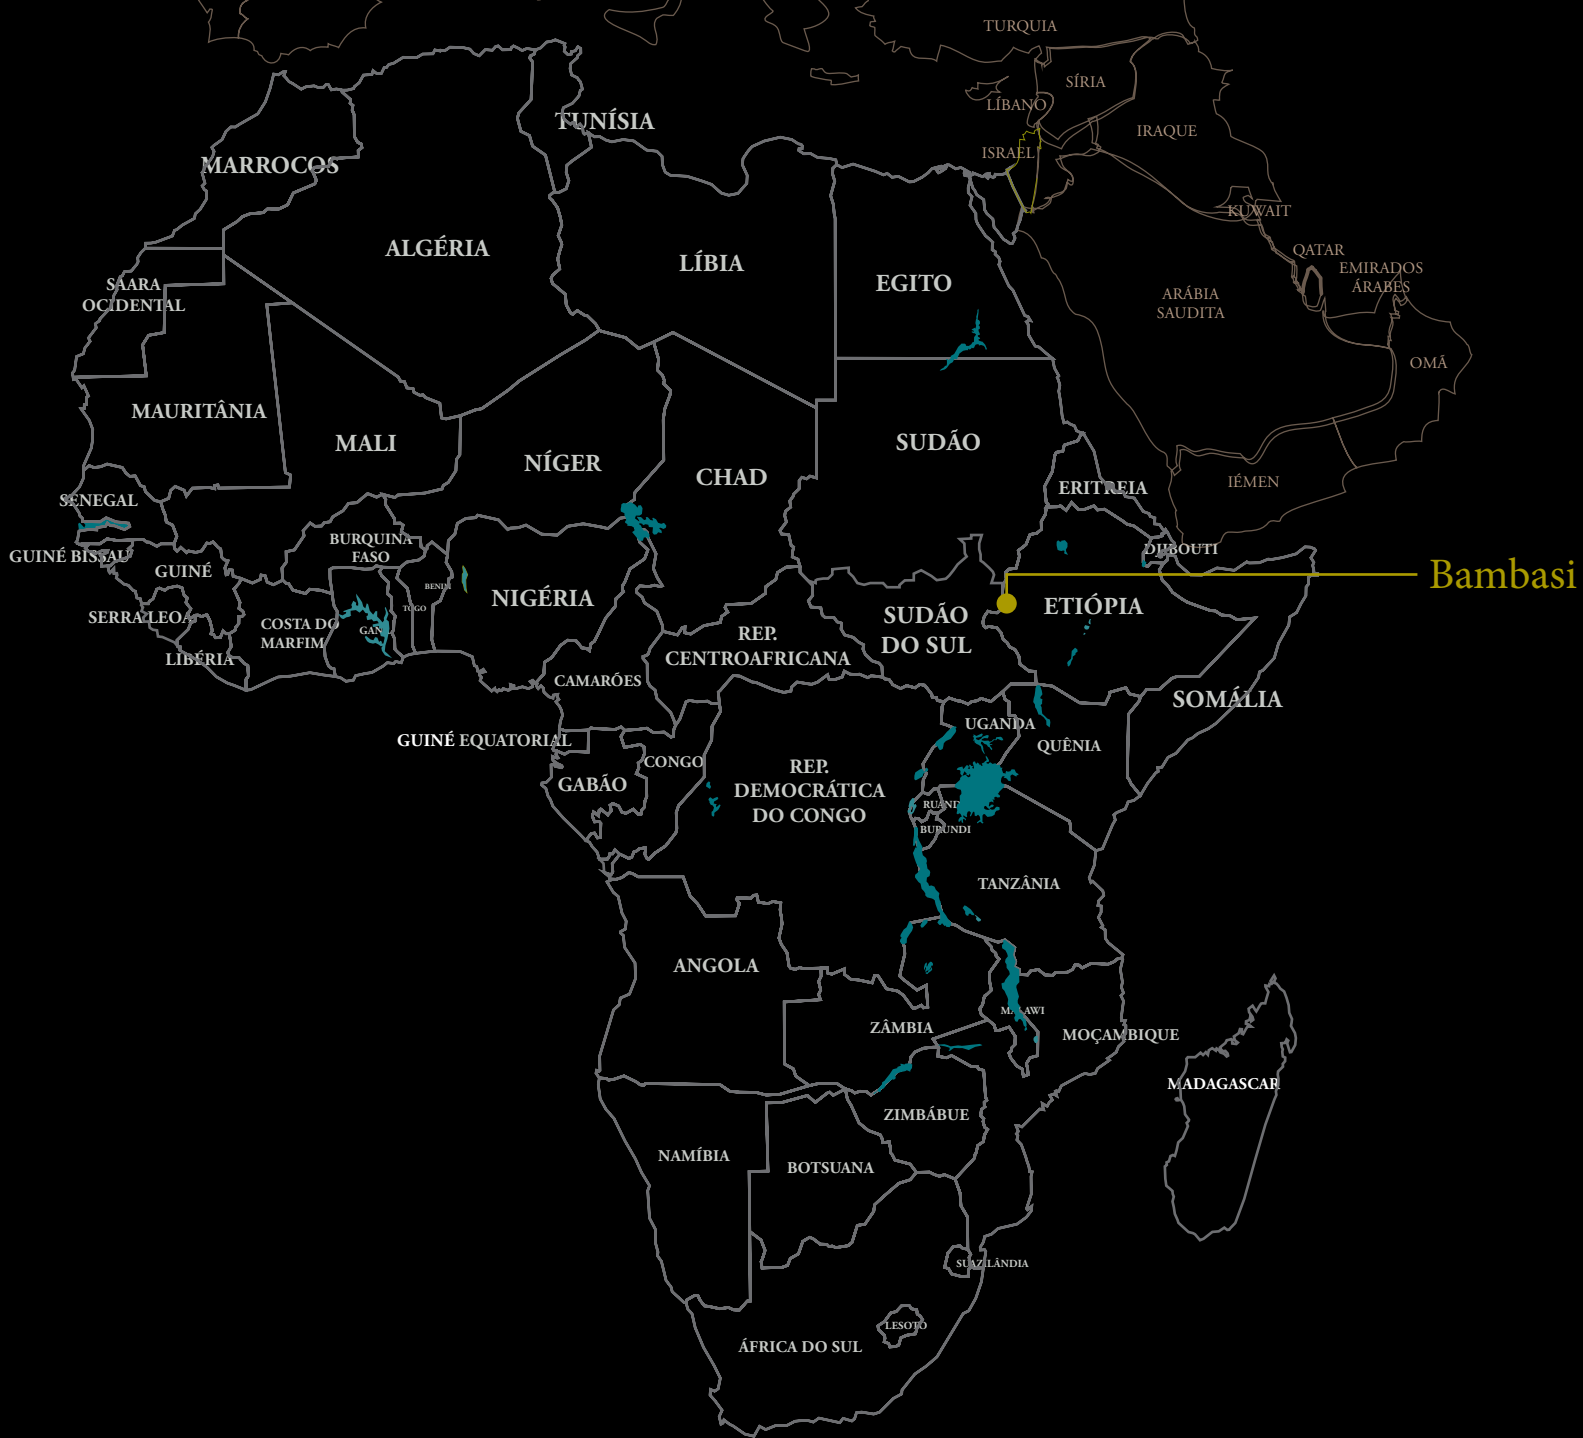 TURQUIA
SÍRIA
LÍBANO
IRAQUE
ISRAEL
KUWAIT
QATAR
EMIRADOS
ÁRABES
ARÁBIA
SAUDITA
OMÃ
IÉMEN
TUNÍSIA
MARROCOS
ALGÉRIA
LÍBIA
EGITO
SAARA
OCIDENTAL
MAURITÂNIA
MALI
NÍGER
CHAD
SUDÃO
ERITREIA
SENEGAL
GUINÉ BISSAU
GUINÉ
BURQUINA
FASO
DJIBOUTI
Bambasi
BENIN
TOGO
NIGÉRIA
SUDÃO
DO SUL
ETIÓPIA
SERRA LEOA
COSTA DO
MARFIM
GANA
LIBÉRIA
REP.
CENTROAFRICANA
CAMARÕES
SOMÁLIA
UGANDA
QUÊNIA
GUINÉ EQUATORIAL
CONGO
GABÃO
REP.
DEMOCRÁTICA
DO CONGO
RUANDA
BURUNDI
TANZÂNIA
ANGOLA
MALAWI
ZÂMBIA
MOÇAMBIQUE
MADAGASCAR
ZIMBÁBUE
NAMÍBIA
BOTSUANA
SUAZILÂNDIA
LESOTO
ÁFRICA DO SUL